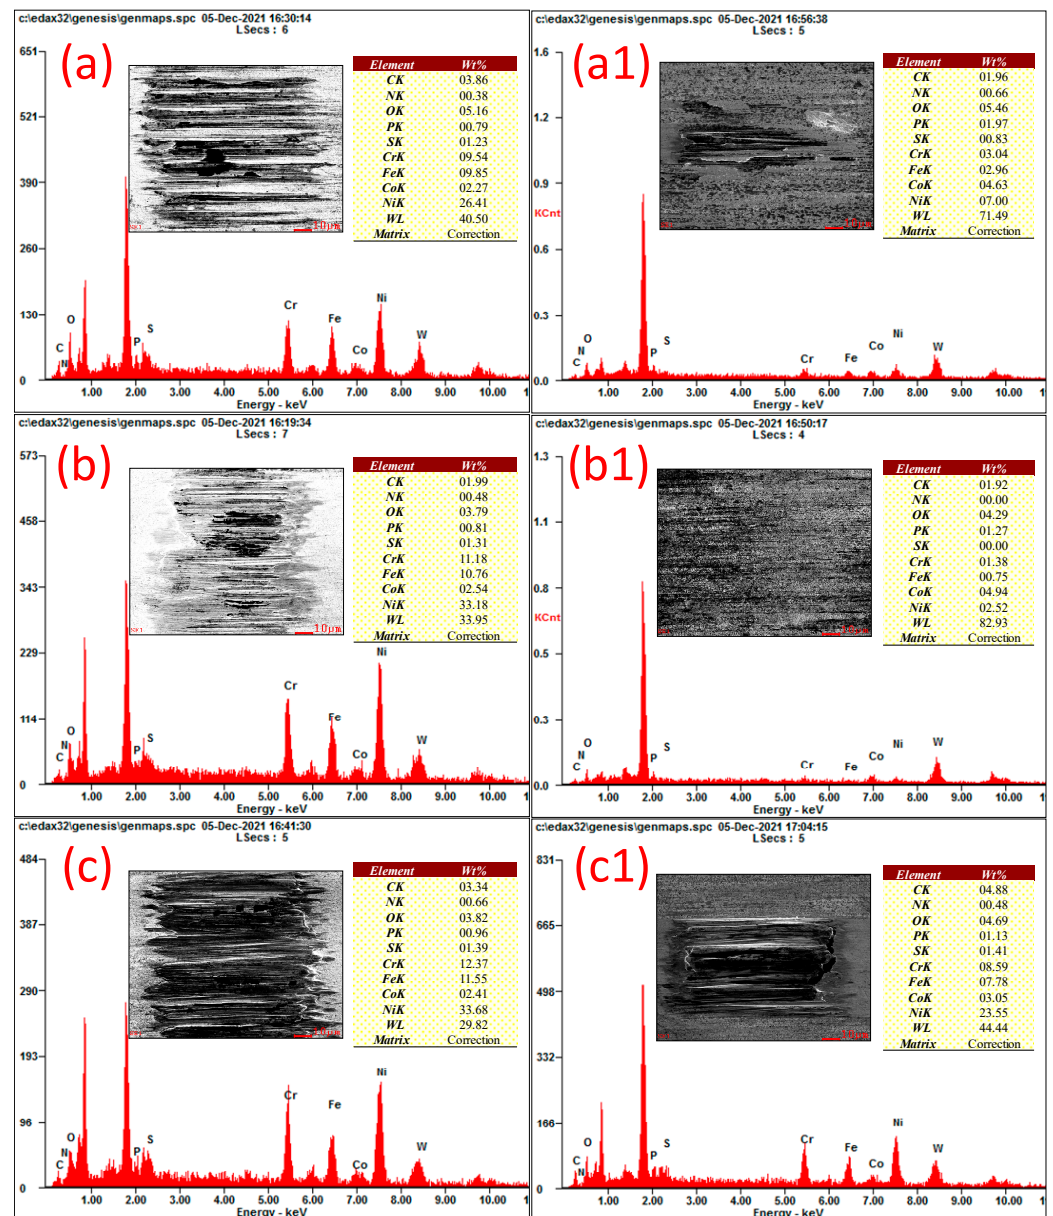 c:\edax32\genesis\genmaps.spc 05-Dec-2021 16:30:14
LSecs : 6
(a)
651
521
390
260
130
0
Element Wt%
CK 03.86
NK 00.38
OK 05.16
PK 00.79
SK 01.23
CrK 09.54
FeK 09.85
CoK 02.27
NiK 26.41
WL 40.50
Matrix Correction
10μm
C
N
O
P
S
Cr
Fe
Co
Ni
W
1.00 2.00 3.00 4.00 5.00 6.00 7.00 8.00 9.00 10.00
Energy - keV
c:\edax32\genesis\genmaps.spc 05-Dec-2021 16:56:38
LSecs : 5
(a1)
1.6
1.2
0.9
KCnt
0.6
0.3
0.0
Element Wt%
CK 01.96
NK 00.66
OK 05.46
PK 01.97
SK 00.83
CrK 03.04
FeK 02.96
CoK 04.63
NiK 07.00
WL 71.49
Matrix Correction
C
N
O
P
S
Cr
Fe
Co
Ni
W
1.00 2.00 3.00 4.00 5.00 6.00 7.00 8.00 9.00 10.00 1
Energy - keV
c:\edax32\genesis\genmaps.spc 05-Dec-2021 16:19:34
LSecs : 7
(b)
573
458
343
229
114
0
Element Wt%
CK 01.99
NK 00.48
OK 03.79
PK 00.81
SK 01.31
CrK 11.18
FeK 10.76
CoK 02.54
NiK 33.18
WL 33.95
Matrix Correction
10μm
C
N
O
P
S
Cr
Fe
Co
Ni
W
1.00 2.00 3.00 4.00 5.00 6.00 7.00 8.00 9.00 10.00
Energy - keV
c:\edax32\genesis\genmaps.spc 05-Dec-2021 16:50:17
LSecs : 4
(b1)
1.3
1.1
0.8
KCnt
0.5
0.3
0.0
Element Wt%
CK 01.92
NK 00.00
OK 04.29
PK 01.27
SK 00.00
CrK 01.38
FeK 00.75
CoK 04.94
NiK 02.52
WL 82.93
Matrix Correction
C
N
O
P
S
Cr
Fe
Co
Ni
W
1.00 2.00 3.00 4.00 5.00 6.00 7.00 8.00 9.00 10.00 1
Energy - keV
c:\edax32\genesis\genmaps.spc 05-Dec-2021 16:41:30
LSecs : 5
(c)
484
387
290
193
96
0
Element Wt%
CK 03.34
NK 00.66
OK 03.82
PK 00.96
SK 01.39
CrK 12.37
FeK 11.55
CoK 02.41
NiK 33.68
WL 29.82
Matrix Correction
C
N
O
P
S
Cr
Fe
Co
Ni
W
1.00 2.00 3.00 4.00 5.00 6.00 7.00 8.00 9.00 10.00
Energy - keV
c:\edax32\genesis\genmaps.spc 05-Dec-2021 17:04:15
LSecs : 5
(c1)
831
665
498
332
166
0
Element Wt%
CK 04.88
NK 00.48
OK 04.69
PK 01.13
SK 01.41
CrK 08.59
FeK 07.78
CoK 03.05
NiK 23.55
WL 44.44
Matrix Correction
C
N
O
P
S
Cr
Fe
Co
Ni
W
1.00 2.00 3.00 4.00 5.00 6.00 7.00 8.00 9.00 10.00 1
Energy - keV